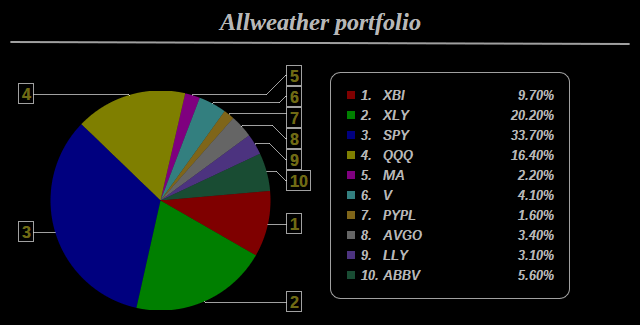 Allweather portfolio
4
5
6
7
8
9
10
3
1
2
1. XBI 9.70%
2. XLY 20.20%
3. SPY 33.70%
4. QQQ 16.40%
5. MA 2.20%
6. V 4.10%
7. PYPL 1.60%
8. AVGO 3.40%
9. LLY 3.10%
10. ABBV 5.60%